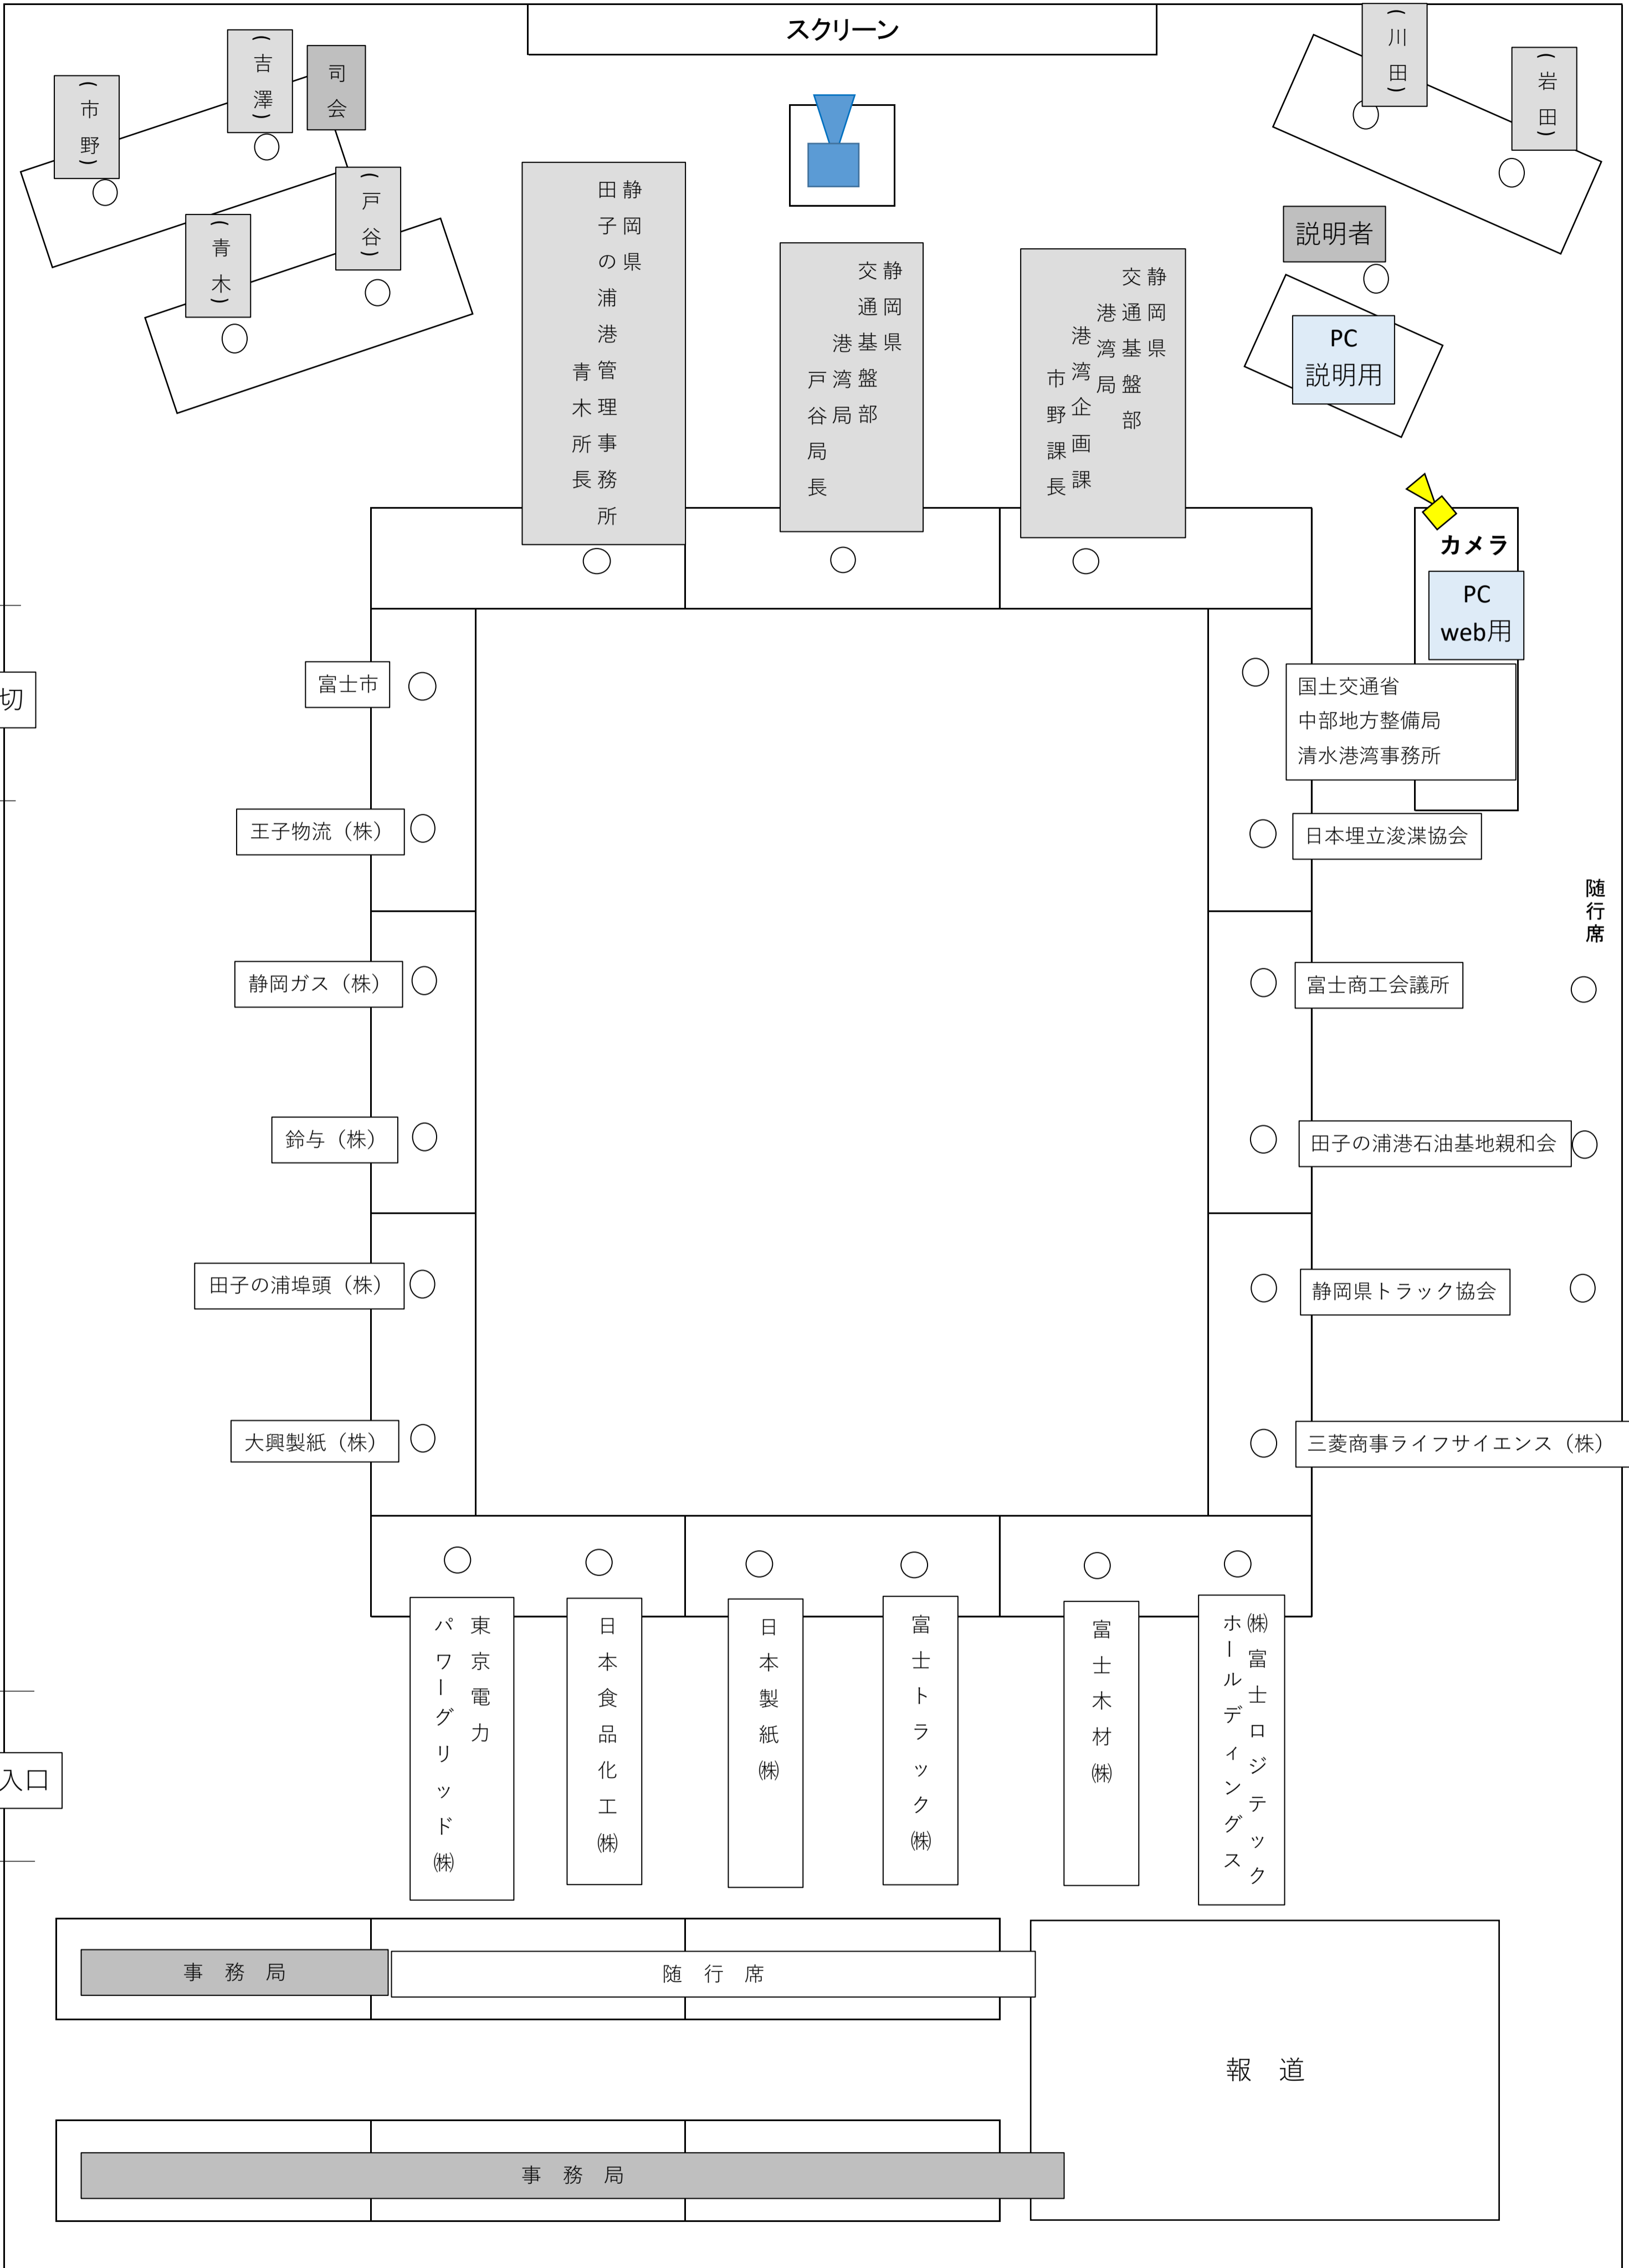 スクリーン
(市野)
(吉澤)
司会
(青木)
(戸谷)
(川田)
(岩田)
説明者
PC
説明用
静岡県
田子の浦港管理事務所
青木所長
静岡県
交通基盤部
港湾局
戸谷局長
静岡県
交通基盤部
港湾局
港湾企画課
市野課長
カメラ
PC
web用
切
富士市
王子物流（株）
静岡ガス（株）
鈴与（株）
田子の浦埠頭（株）
大興製紙（株）
国土交通省
中部地方整備局
清水港湾事務所
日本埋立浚渫協会
随行席
富士商工会議所
田子の浦港石油基地親和会
静岡県トラック協会
三菱商事ライフサイエンス（株）
東京電力
パワーグリッド㈱
日本食品化工㈱
日本製紙㈱
富士トラック㈱
富士木材㈱
㈱富士ロジテック
ホールディングス
入口
事　務　局
随　行　席
報　道
事　務　局